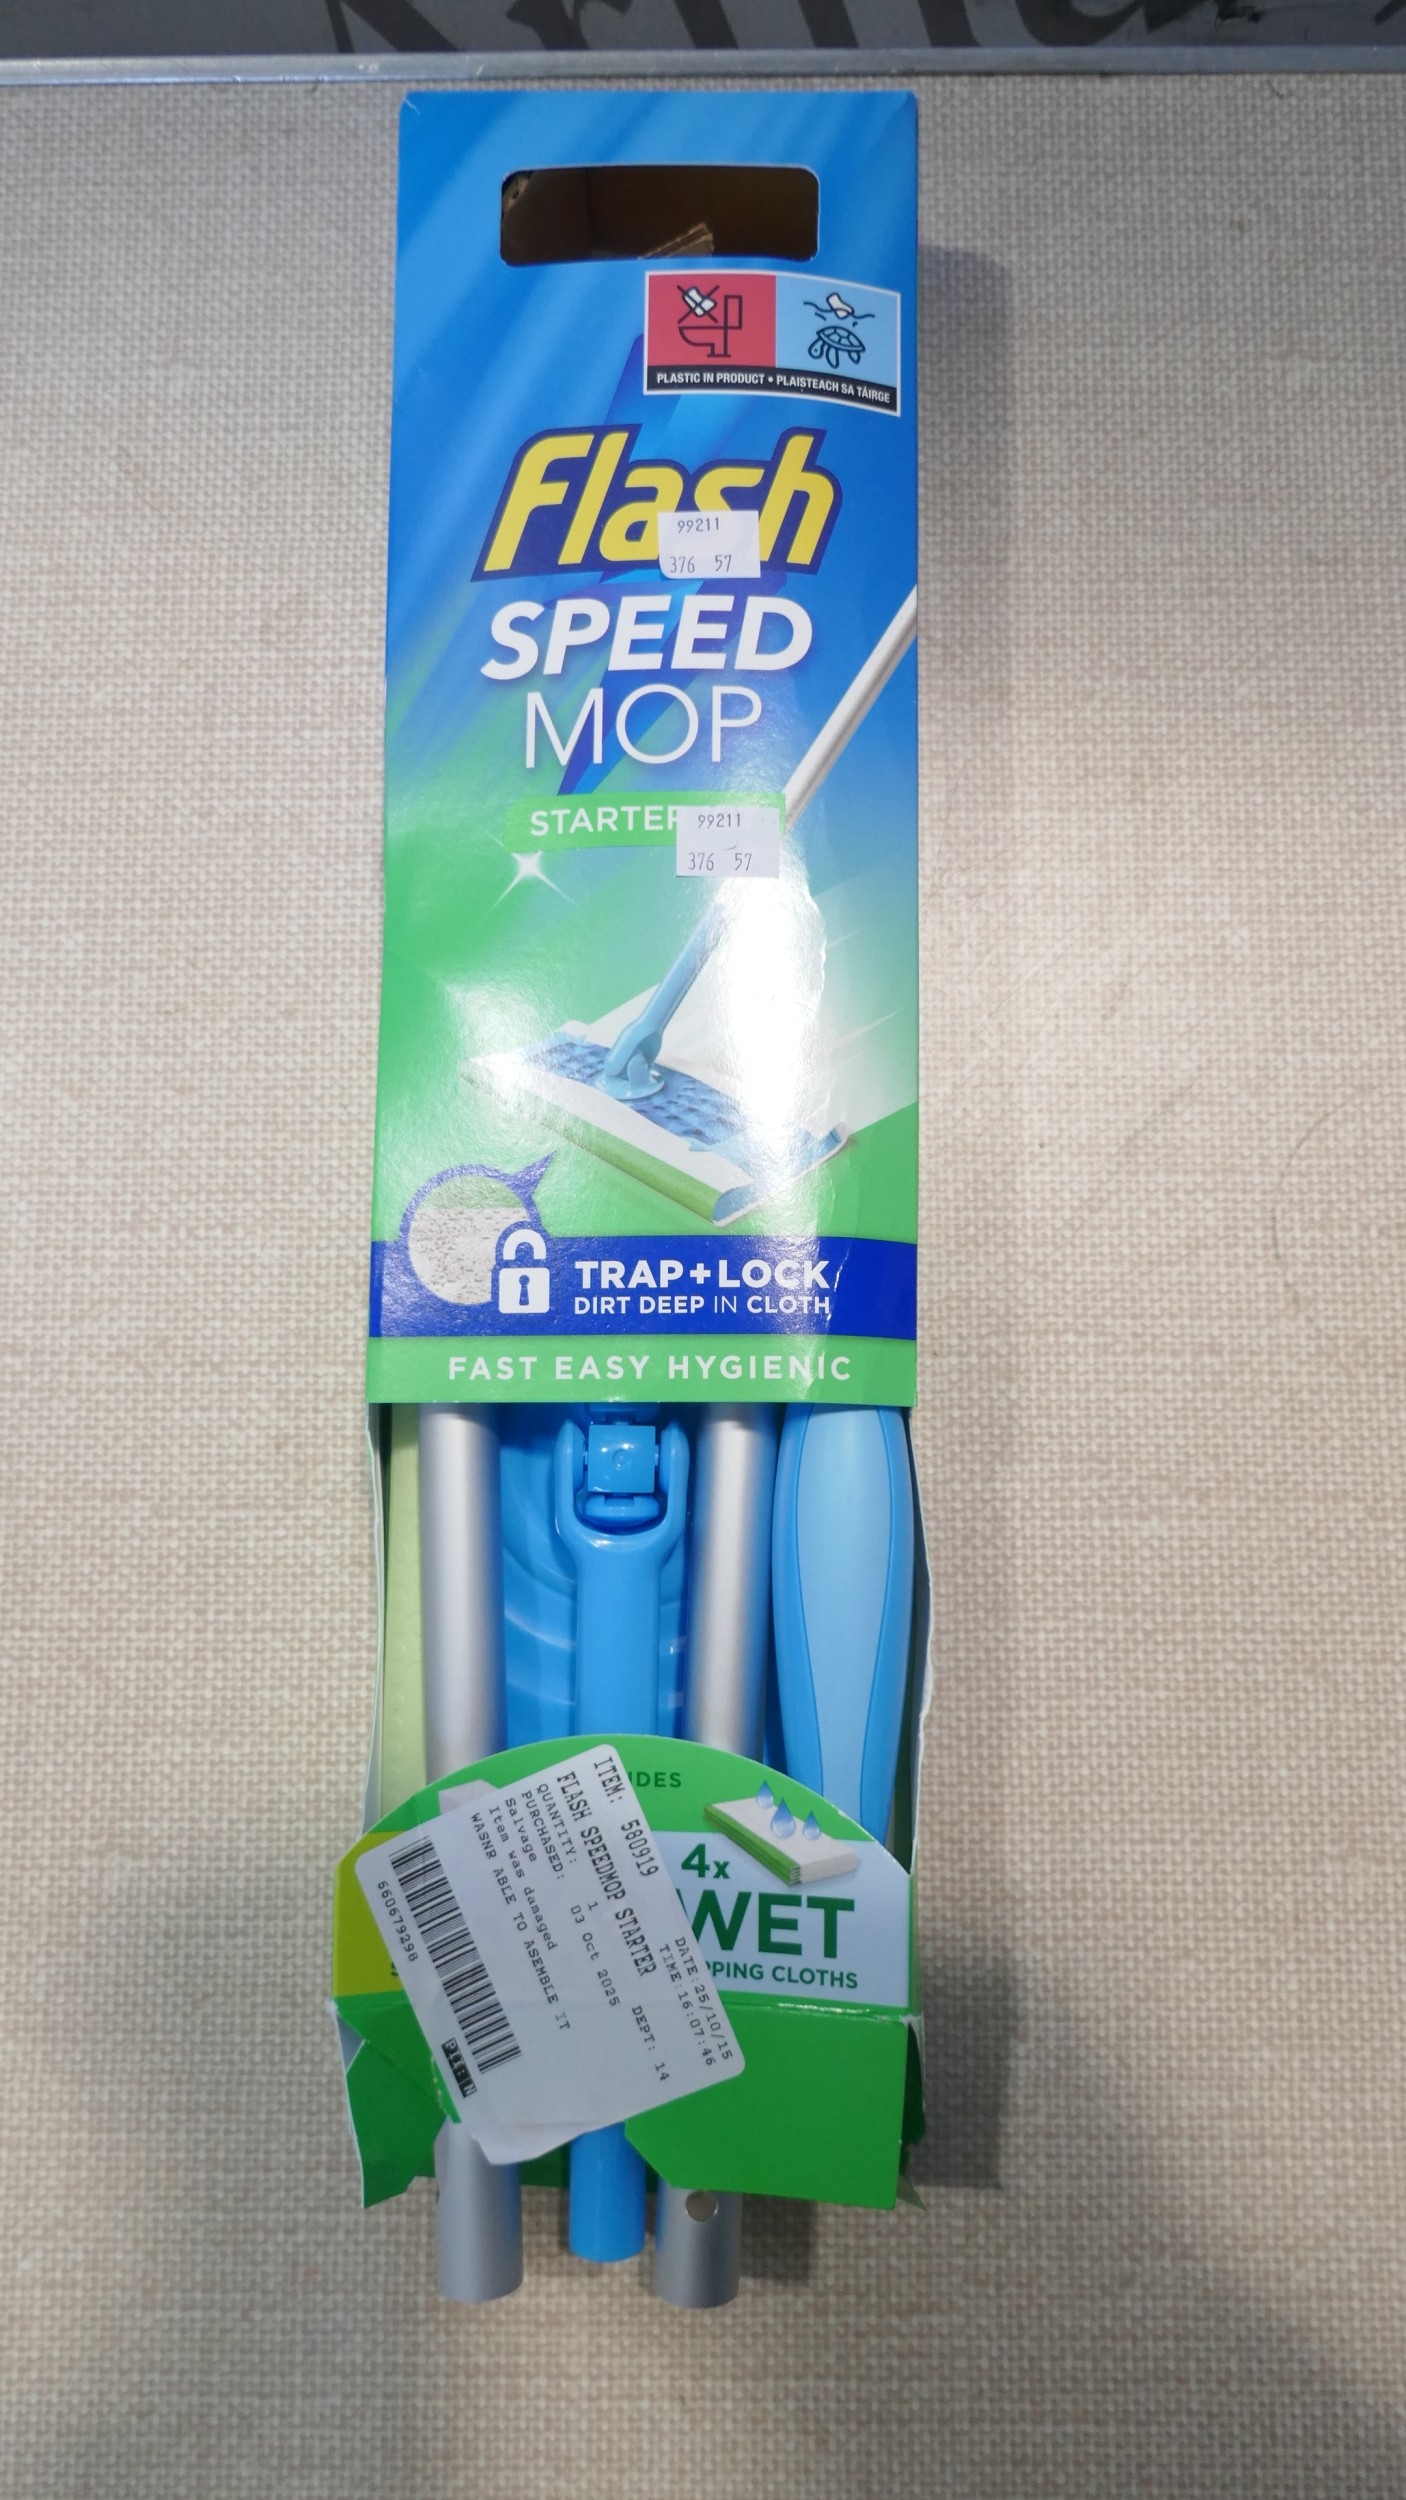 PLASTIC IN PRODUCT • PLAISTEACH SA TÁIRGE
Flash
99211
376 57
SPEED
MOP
STARTER
99211
376 57
TRAP+LOCK
DIRT DEEP IN CLOTH
FAST EASY HYGIENIC
UDES
4x
WET
PPING CLOTHS
DATE:25/10/15
TIME:16:07:46
ITEM: 580919 DEPT: 14
FLASH SPEEDMOP STARTER
QUANTITY: 1
PURCHASED: 03 Oct 2025
Salvage
Item was damaged
WASNR ABLE TO ASEMBLE IT
660679298